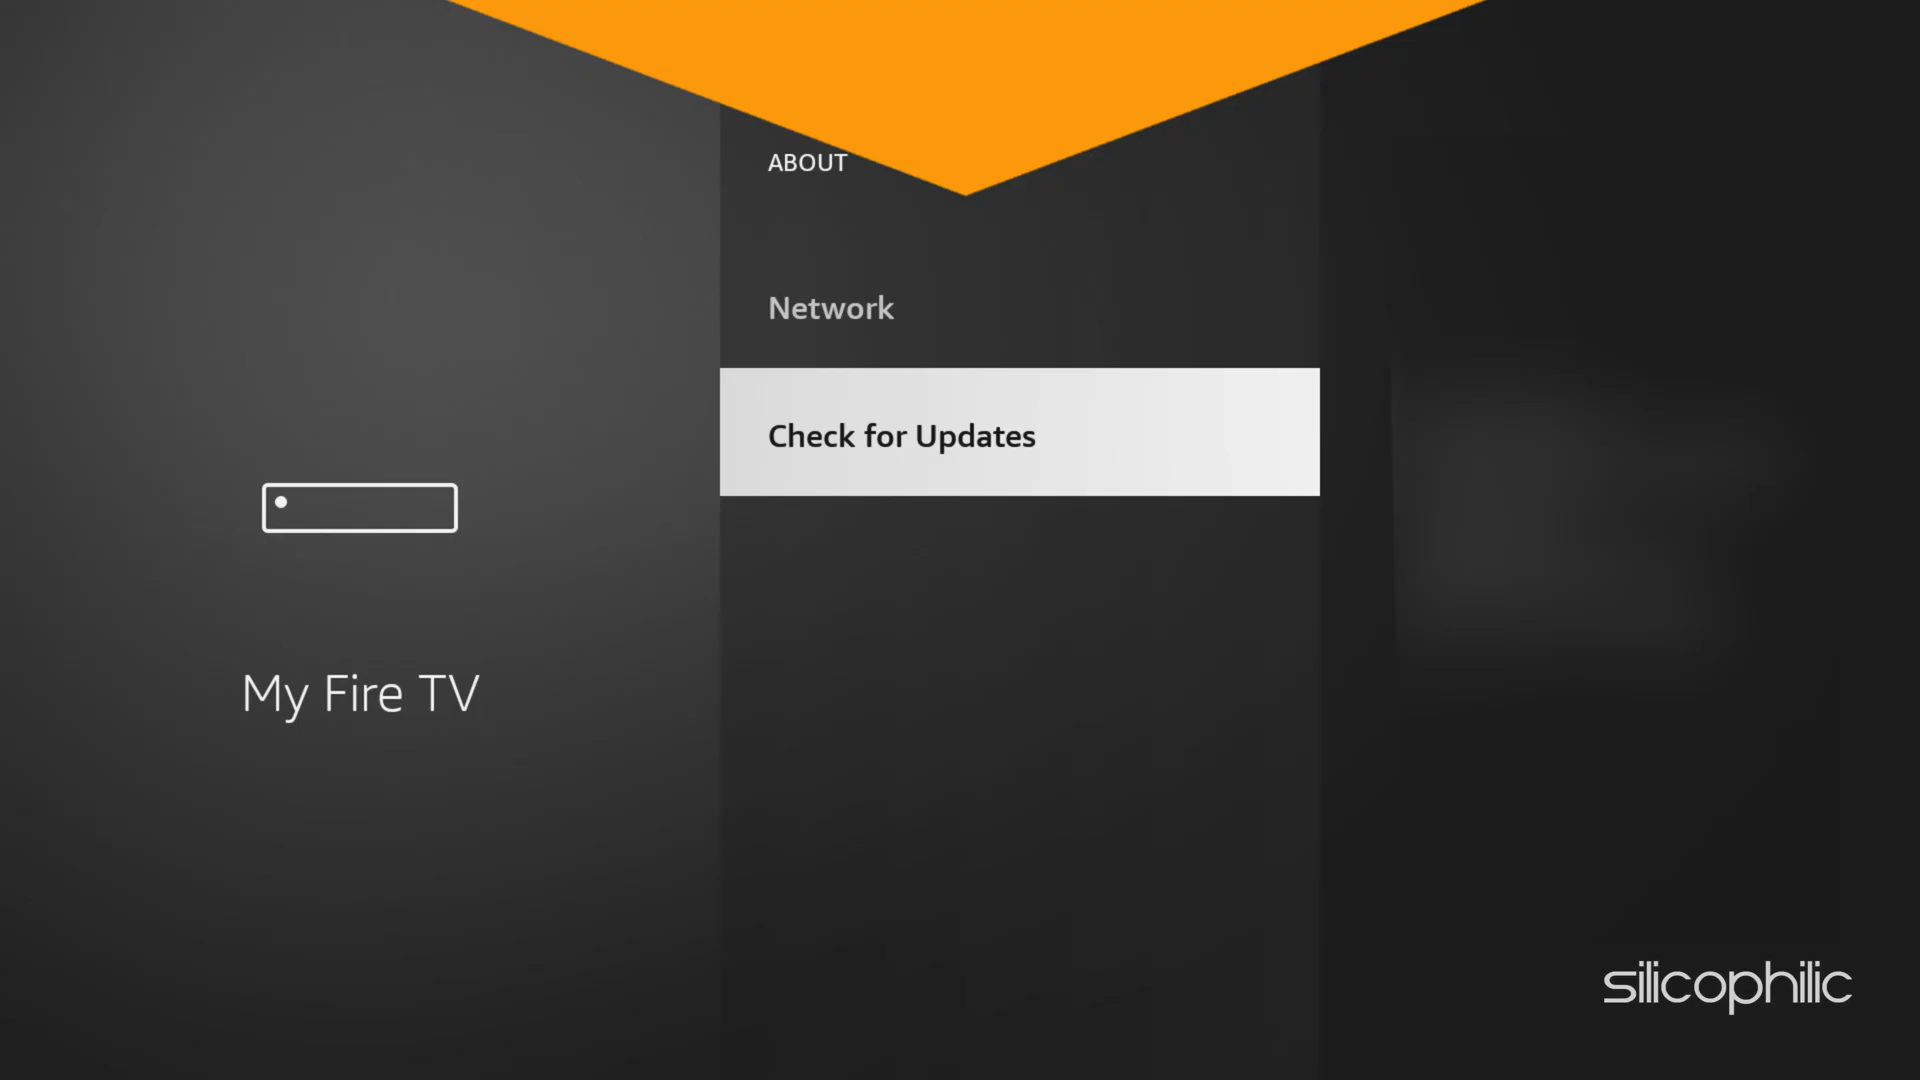 ABOUT
Network
Check for Updates
My Fire TV
silicophilic